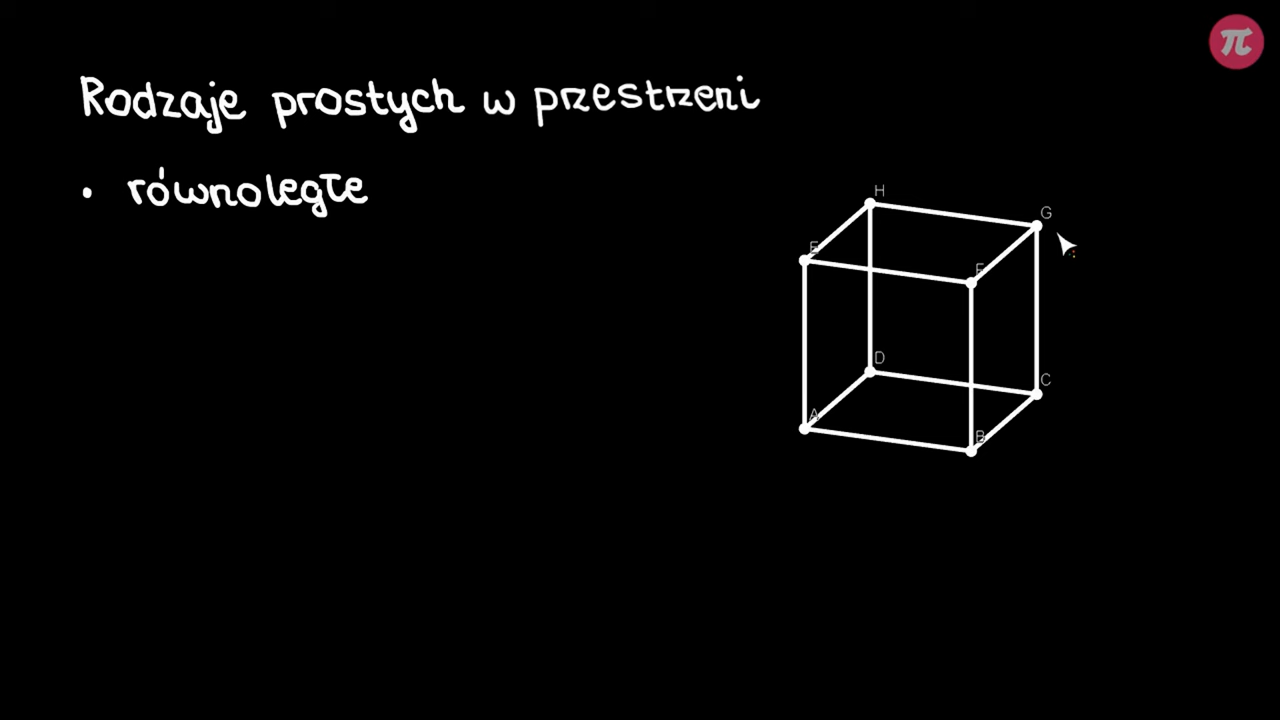 Rodzaje prostych w przestrzeni
• równoległe
H
G
E
F
D
C
A
B
π